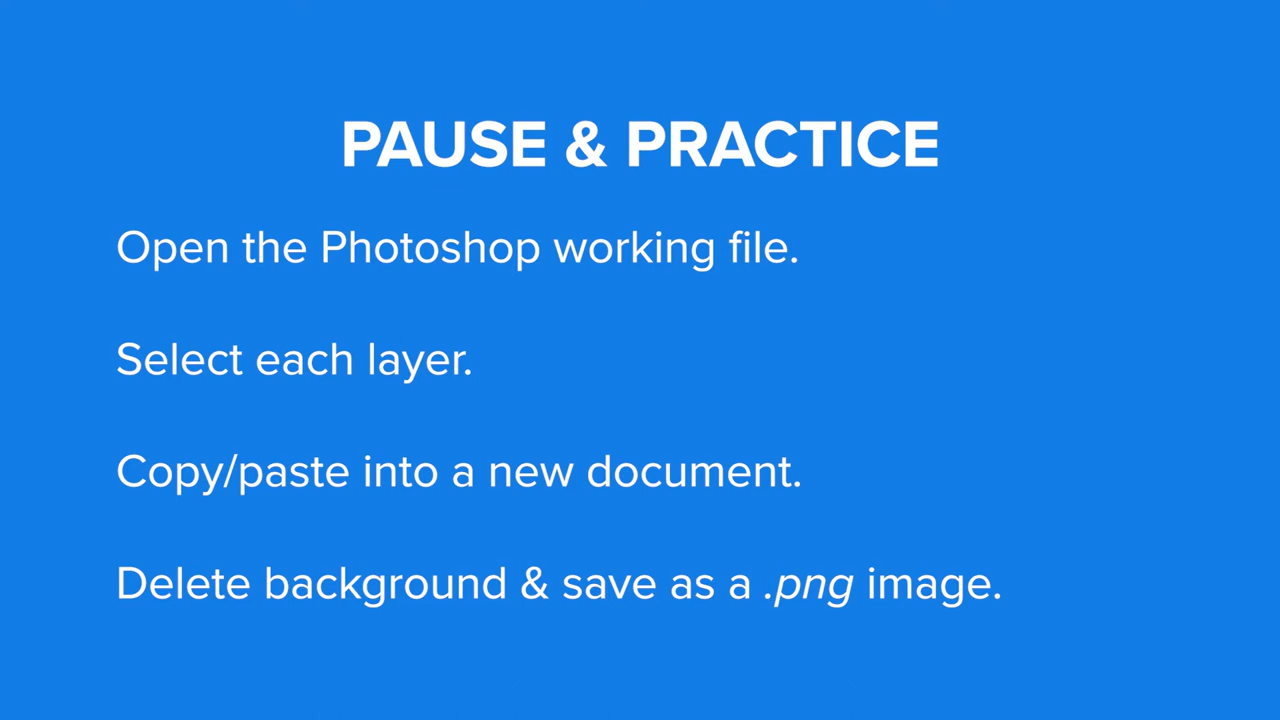 PAUSE & PRACTICE
Open the Photoshop working file.
Select each layer.
Copy/paste into a new document.
Delete background & save as a .png image.